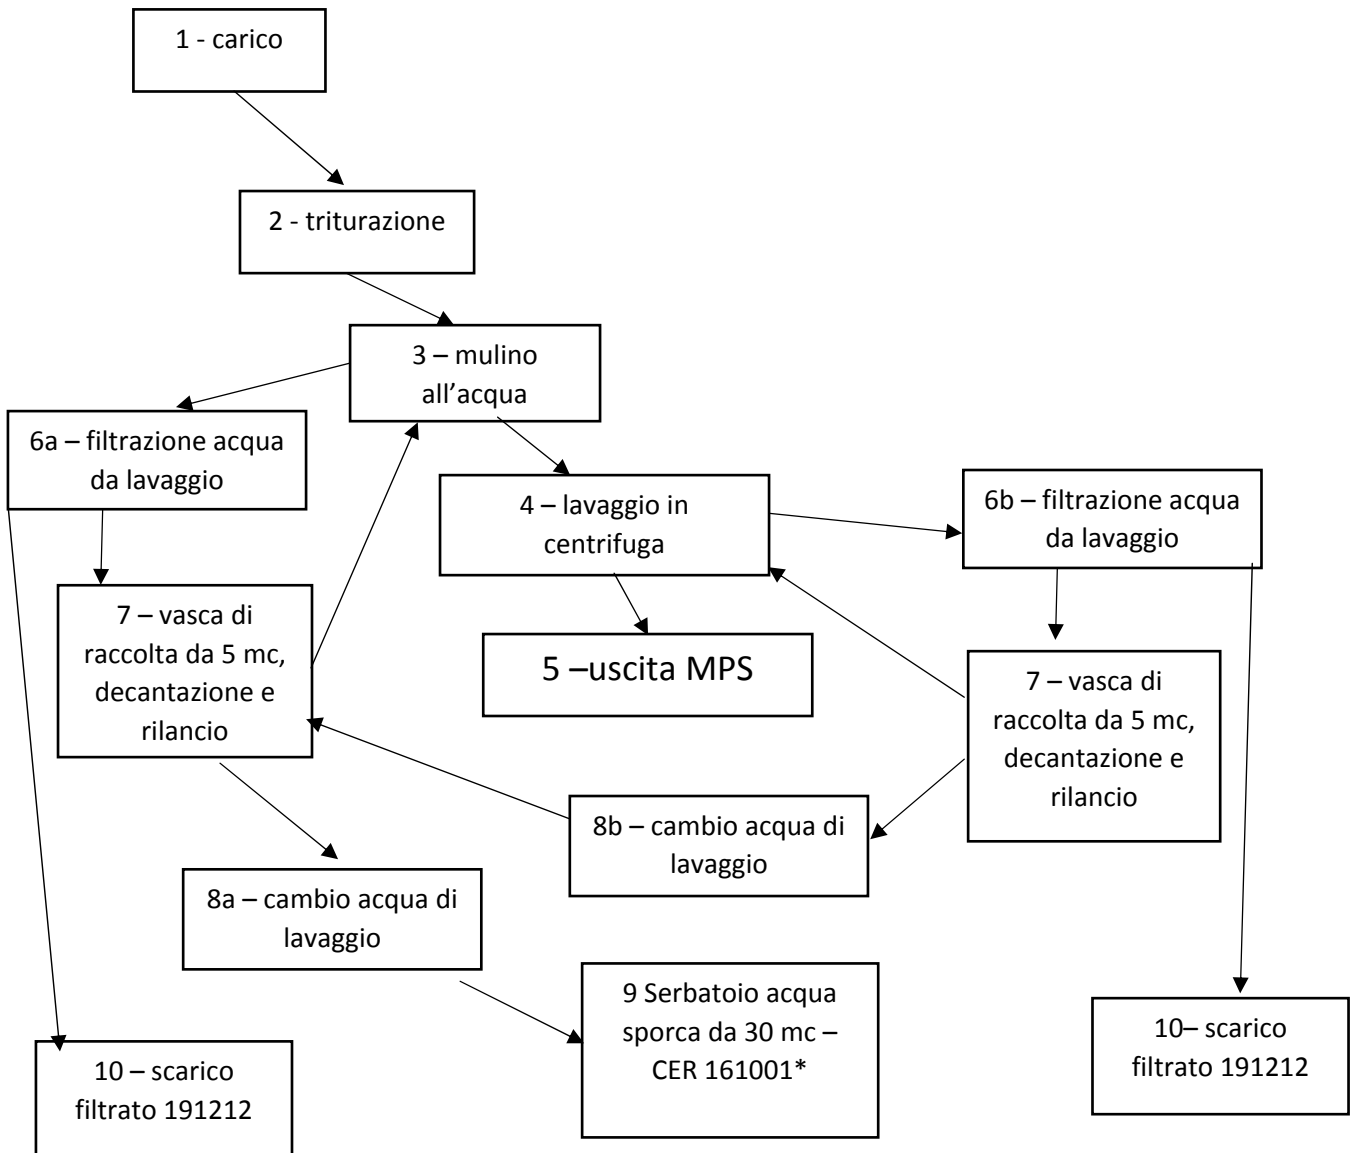 1 - carico
2 - triturazione
3 – mulino
all’acqua
6a – filtrazione acqua
da lavaggio
4 – lavaggio in
centrifuga
6b – filtrazione acqua
da lavaggio
7 – vasca di
raccolta da 5 mc,
decantazione e
rilancio
5 –uscita MPS
7 – vasca di
raccolta da 5 mc,
decantazione e
rilancio
8b – cambio acqua di
lavaggio
8a – cambio acqua di
lavaggio
9 Serbatoio acqua
sporca da 30 mc –
CER 161001*
10– scarico
filtrato 191212
10 – scarico
filtrato 191212